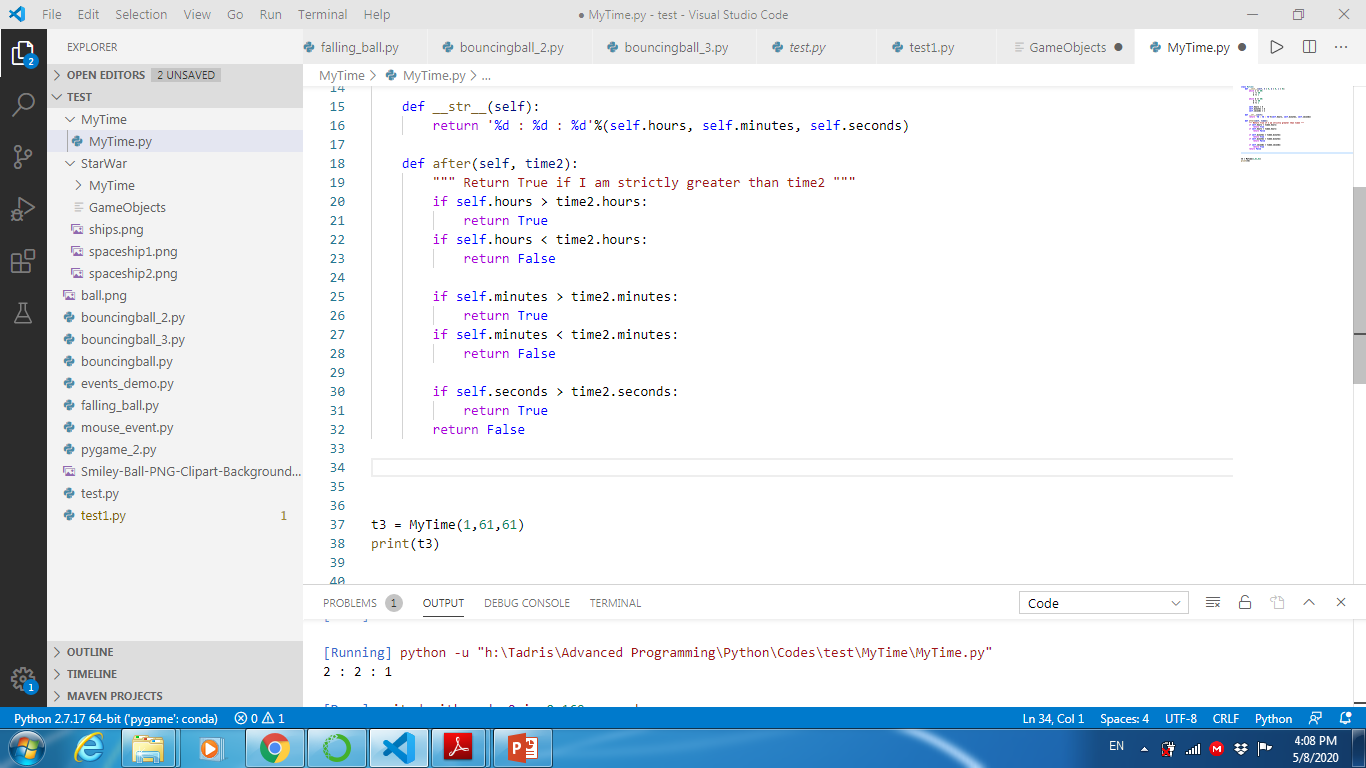 File Edit Selection View Go Run Terminal Help
● MyTime.py - test - Visual Studio Code
EXPLORER
OPEN EDITORS 2 UNSAVED
TEST
MyTime
MyTime.py
StarWar
MyTime
GameObjects
ships.png
spaceship1.png
spaceship2.png
ball.png
bouncingball_2.py
bouncingball_3.py
bouncingball.py
events_demo.py
falling_ball.py
mouse_event.py
pygame_2.py
Smiley-Ball-PNG-Clipart-Background...
test.py
test1.py 1
OUTLINE
TIMELINE
MAVEN PROJECTS
2
1
falling_ball.py bouncingball_2.py bouncingball_3.py test.py test1.py GameObjects ● MyTime.py ●
MyTime > MyTime.py > ...
14
15 def __str__(self):
16 return '%d : %d : %d'%(self.hours, self.minutes, self.seconds)
17
18 def after(self, time2):
19 """ Return True if I am strictly greater than time2 """
20 if self.hours > time2.hours:
21 return True
22 if self.hours < time2.hours:
23 return False
24
25 if self.minutes > time2.minutes:
26 return True
27 if self.minutes < time2.minutes:
28 return False
29
30 if self.seconds > time2.seconds:
31 return True
32 return False
33
34
35
36
37 t3 = MyTime(1,61,61)
38 print(t3)
39
40
PROBLEMS 1 OUTPUT DEBUG CONSOLE TERMINAL
Code
[Running] python -u "h:\Tadris\Advanced Programming\Python\Codes\test\MyTime\MyTime.py"
2 : 2 : 1
Python 2.7.17 64-bit ('pygame': conda) 0 1
Ln 34, Col 1 Spaces: 4 UTF-8 CRLF Python
EN
4:08 PM
5/8/2020